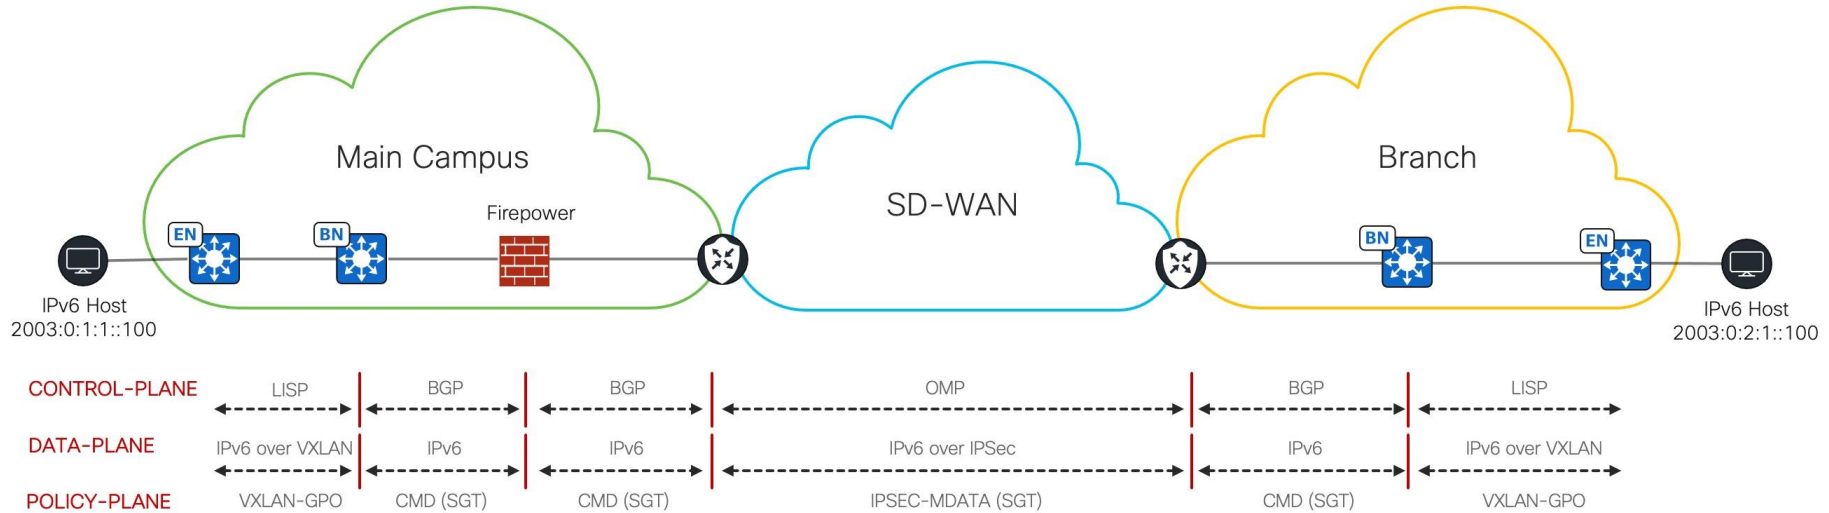 Main Campus
Branch
SD-WAN
Firepower
EN
BN
BN
EN
IPv6 Host
2003:0:1:1::100
IPv6 Host
2003:0:2:1::100
CONTROL-PLANE
LISP
BGP
BGP
OMP
BGP
LISP
DATA-PLANE
IPv6 over VXLAN
IPv6
IPv6
IPv6 over IPSec
IPv6
IPv6 over VXLAN
POLICY-PLANE
VXLAN-GPO
CMD (SGT)
CMD (SGT)
IPSEC-MDATA (SGT)
CMD (SGT)
VXLAN-GPO